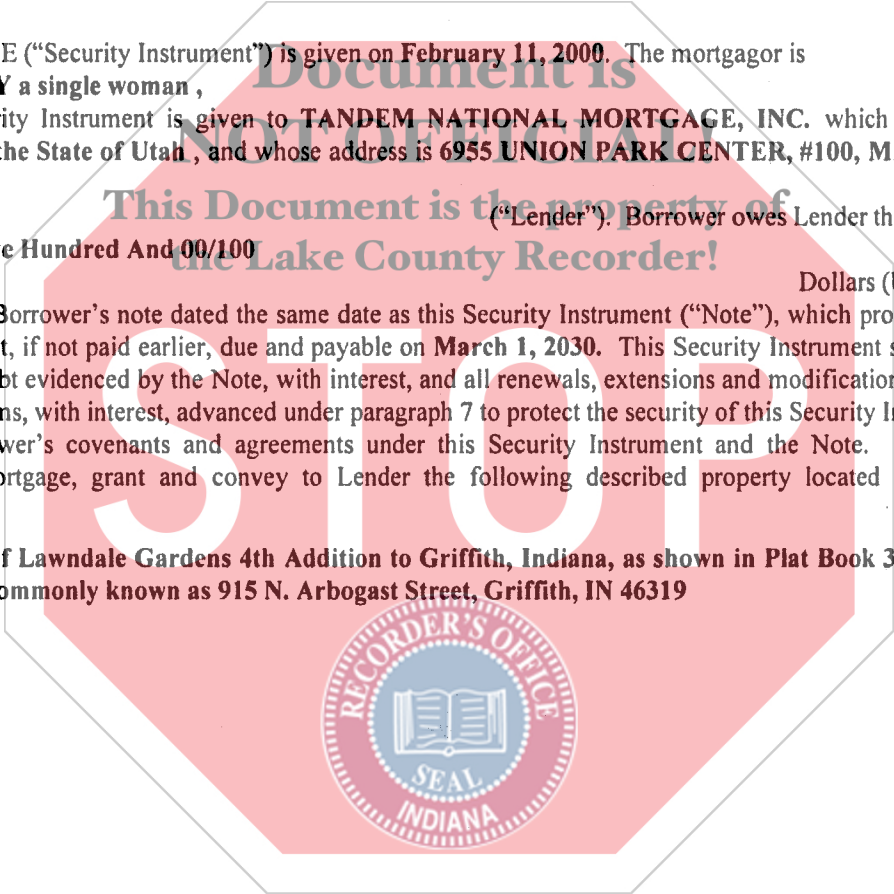 E (“Security Instrument”) is given on February 11, 2000. The mortgagor is
Document is
Y a single woman ,
rity Instrument is given to TANDEM NATIONAL MORTGAGE, INC. which
NOT OFFICIAL!
the State of Utah , and whose address is 6955 UNION PARK CENTER, #100, M
This Document is the property of
(“Lender”). Borrower owes Lender th
e Hundred And 00/100
the Lake County Recorder!
Dollars (U
Borrower’s note dated the same date as this Security Instrument (“Note”), which pro
t, if not paid earlier, due and payable on March 1, 2030. This Security Instrument s
bt evidenced by the Note, with interest, and all renewals, extensions and modification
ms, with interest, advanced under paragraph 7 to protect the security of this Security In
wer’s covenants and agreements under this Security Instrument and the Note.
ortgage, grant and convey to Lender the following described property located
STOP
f Lawndale Gardens 4th Addition to Griffith, Indiana, as shown in Plat Book 3
ommonly known as 915 N. Arbogast Street, Griffith, IN 46319
RECORDER'S OFFICE
SEAL
INDIANA